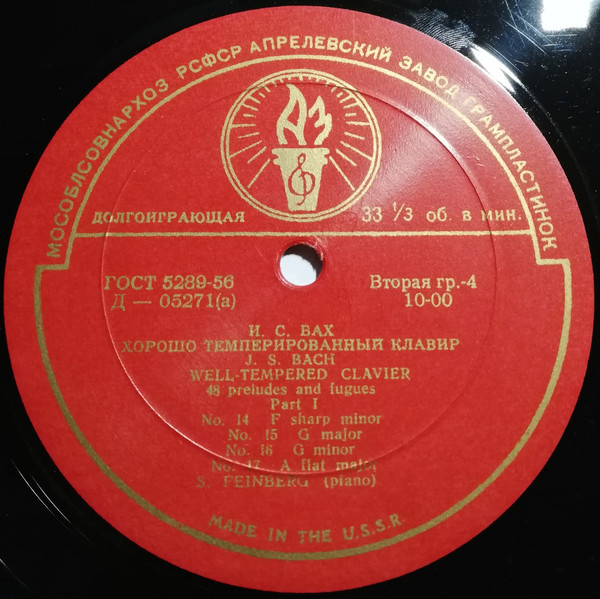 МОСОБЛСОВНАРХОЗ РСФСР АПРЕЛЕВСКИЙ ЗАВОД ГРАМПЛАСТИНОК
АЗ
ДОЛГОИГРАЮЩАЯ 33 1/3 об. в мин.
ГОСТ 5289-56 Вторая гр.-4
Д — 05271(а) 10-00
И. С. БАХ
ХОРОШО ТЕМПЕРИРОВАННЫЙ КЛАВИР
J. S. BACH
WELL-TEMPERED CLAVIER
48 preludes and fugues
Part I
No. 14 F sharp minor
No. 15 G major
No. 16 G minor
No. 17 A flat major
S. FEINBERG (piano)
MADE IN THE U.S.S.R.